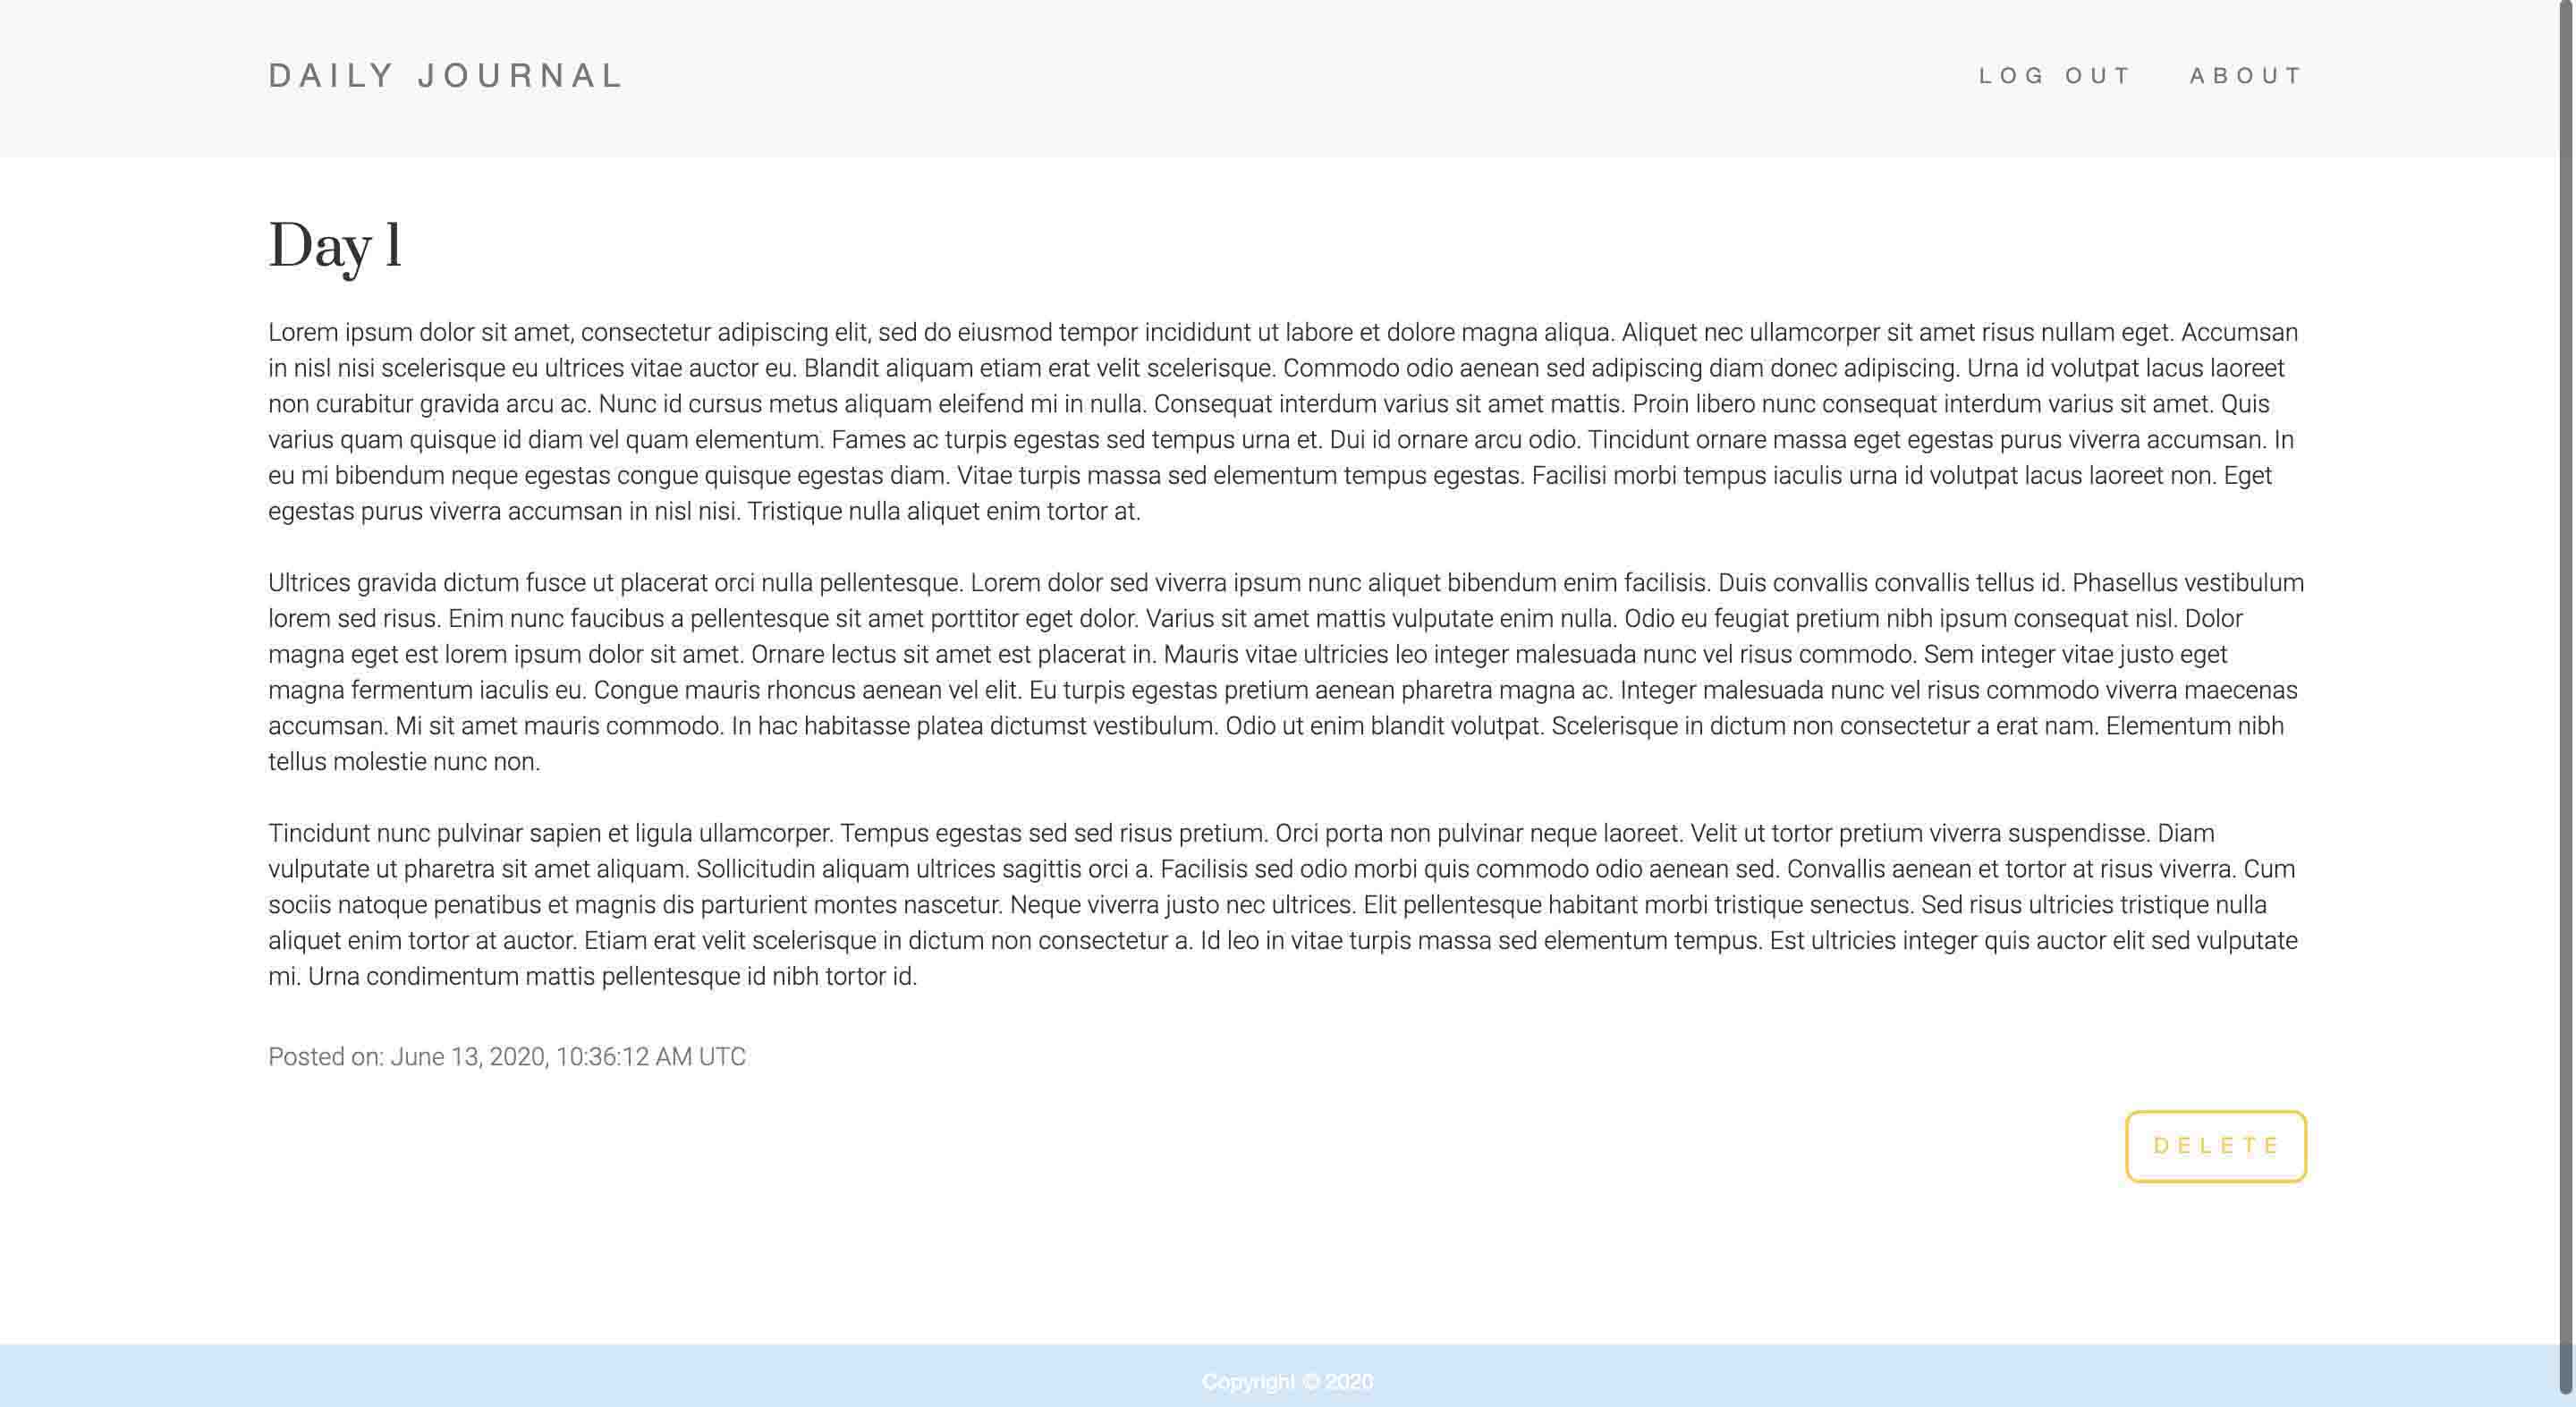 DAILY JOURNAL
LOG OUT
ABOUT
Day 1
Lorem ipsum dolor sit amet, consectetur adipiscing elit, sed do eiusmod tempor incididunt ut labore et dolore magna aliqua. Aliquet nec ullamcorper sit amet risus nullam eget. Accumsan
in nisl nisi scelerisque eu ultrices vitae auctor eu. Blandit aliquam etiam erat velit scelerisque. Commodo odio aenean sed adipiscing diam donec adipiscing. Urna id volutpat lacus laoreet
non curabitur gravida arcu ac. Nunc id cursus metus aliquam eleifend mi in nulla. Consequat interdum varius sit amet mattis. Proin libero nunc consequat interdum varius sit amet. Quis
varius quam quisque id diam vel quam elementum. Fames ac turpis egestas sed tempus urna et. Dui id ornare arcu odio. Tincidunt ornare massa eget egestas purus viverra accumsan. In
eu mi bibendum neque egestas congue quisque egestas diam. Vitae turpis massa sed elementum tempus egestas. Facilisi morbi tempus iaculis urna id volutpat lacus laoreet non. Eget
egestas purus viverra accumsan in nisl nisi. Tristique nulla aliquet enim tortor at.
Ultrices gravida dictum fusce ut placerat orci nulla pellentesque. Lorem dolor sed viverra ipsum nunc aliquet bibendum enim facilisis. Duis convallis convallis tellus id. Phasellus vestibulum
lorem sed risus. Enim nunc faucibus a pellentesque sit amet porttitor eget dolor. Varius sit amet mattis vulputate enim nulla. Odio eu feugiat pretium nibh ipsum consequat nisl. Dolor
magna eget est lorem ipsum dolor sit amet. Ornare lectus sit amet est placerat in. Mauris vitae ultricies leo integer malesuada nunc vel risus commodo. Sem integer vitae justo eget
magna fermentum iaculis eu. Congue mauris rhoncus aenean vel elit. Eu turpis egestas pretium aenean pharetra magna ac. Integer malesuada nunc vel risus commodo viverra maecenas
accumsan. Mi sit amet mauris commodo. In hac habitasse platea dictumst vestibulum. Odio ut enim blandit volutpat. Scelerisque in dictum non consectetur a erat nam. Elementum nibh
tellus molestie nunc non.
Tincidunt nunc pulvinar sapien et ligula ullamcorper. Tempus egestas sed sed risus pretium. Orci porta non pulvinar neque laoreet. Velit ut tortor pretium viverra suspendisse. Diam
vulputate ut pharetra sit amet aliquam. Sollicitudin aliquam ultrices sagittis orci a. Facilisis sed odio morbi quis commodo odio aenean sed. Convallis aenean et tortor at risus viverra. Cum
sociis natoque penatibus et magnis dis parturient montes nascetur. Neque viverra justo nec ultrices. Elit pellentesque habitant morbi tristique senectus. Sed risus ultricies tristique nulla
aliquet enim tortor at auctor. Etiam erat velit scelerisque in dictum non consectetur a. Id leo in vitae turpis massa sed elementum tempus. Est ultricies integer quis auctor elit sed vulputate
mi. Urna condimentum mattis pellentesque id nibh tortor id.
Posted on: June 13, 2020, 10:36:12 AM UTC
DELETE
Copyright © 2020